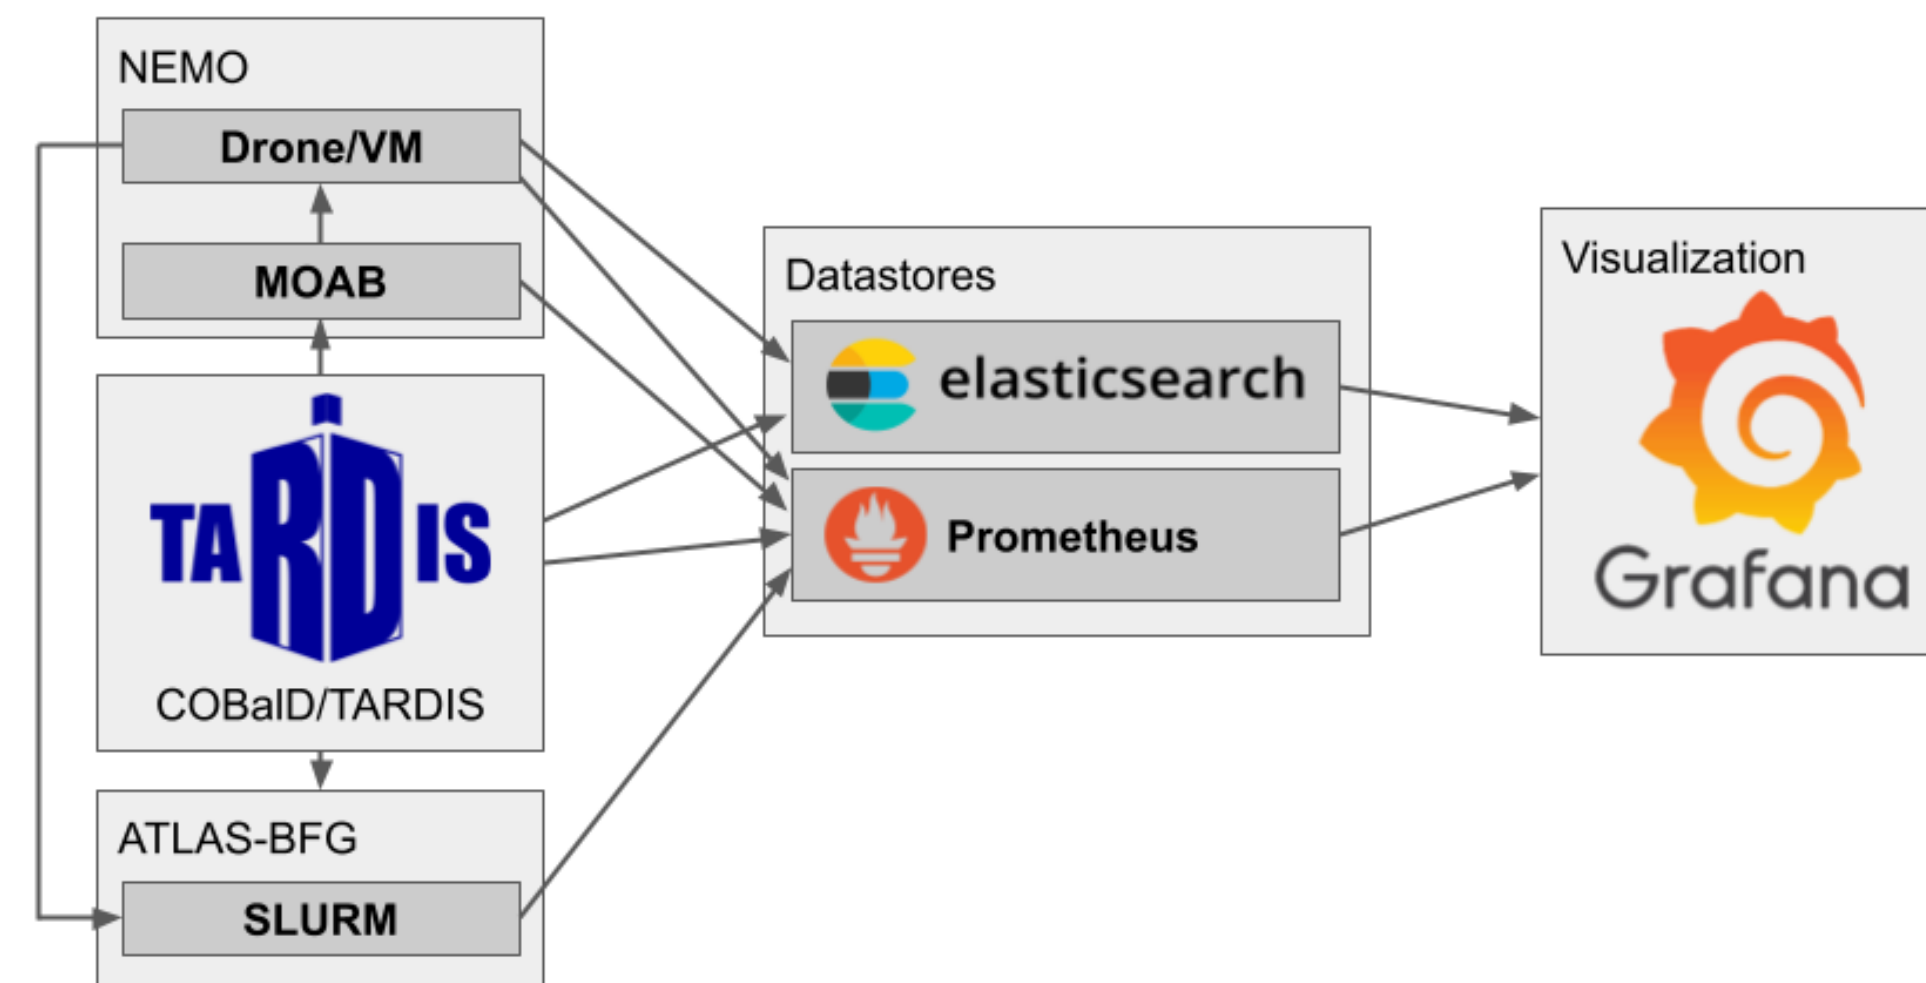 NEMO
Drone/VM
MOAB
TARDIS
COBalD/TARDIS
ATLAS-BFG
SLURM
Datastores
elasticsearch
Prometheus
Visualization
Grafana